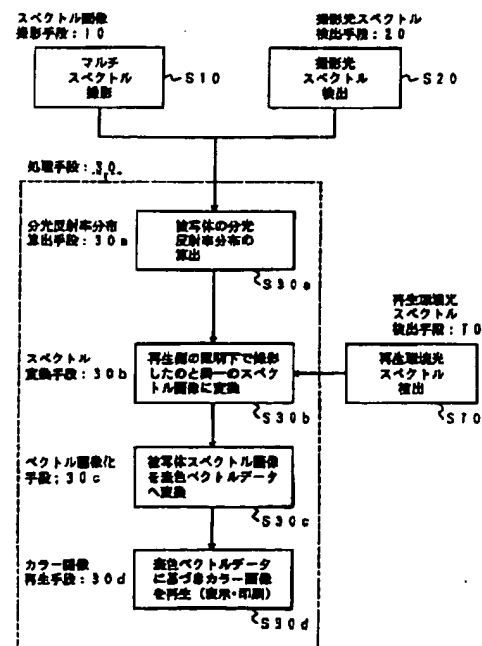 スペクトル画像
撮影手段：１０
マルチ
スペクトル
撮影
Ｓ１０
撮影光スペクトル
検出手段：２０
撮影光
スペクトル
検出
Ｓ２０
処理手段：３０
分光反射率分布
算出手段：３０ａ
被写体の分光
反射率分布の
算出
Ｓ３０ａ
再生環境光
スペクトル
検出手段：７０
再生環境光
スペクトル
検出
Ｓ７０
スペクトル
変換手段：３０ｂ
再生側の照明下で撮影
したのと同一のスペク
トル画像に変換
Ｓ３０ｂ
ベクトル画像化
手段：３０ｃ
被写体スペクトル画像
を表色ベクトルデータ
へ変換
Ｓ３０ｃ
カラー画像
再生手段：３０ｄ
表色ベクトルデータ
に基づきカラー画像
を再生（表示・印刷）
Ｓ３０ｄ